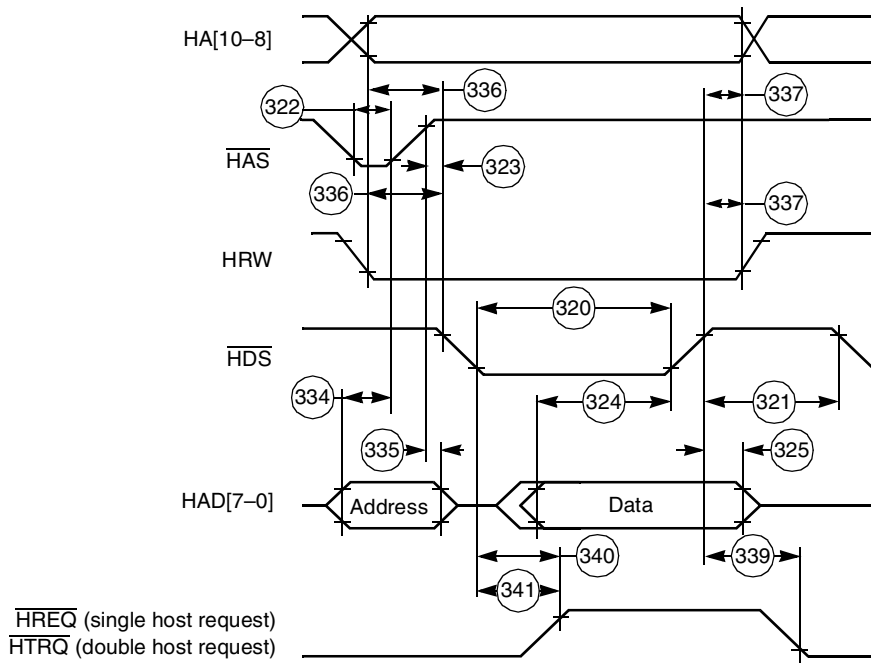 HA[10–8]
336
337
322
HAS
323
336
337
HRW
320
HDS
334
324
321
335
325
HAD[7–0]
Address
Data
340
339
341
HREQ (single host request)
HTRQ (double host request)